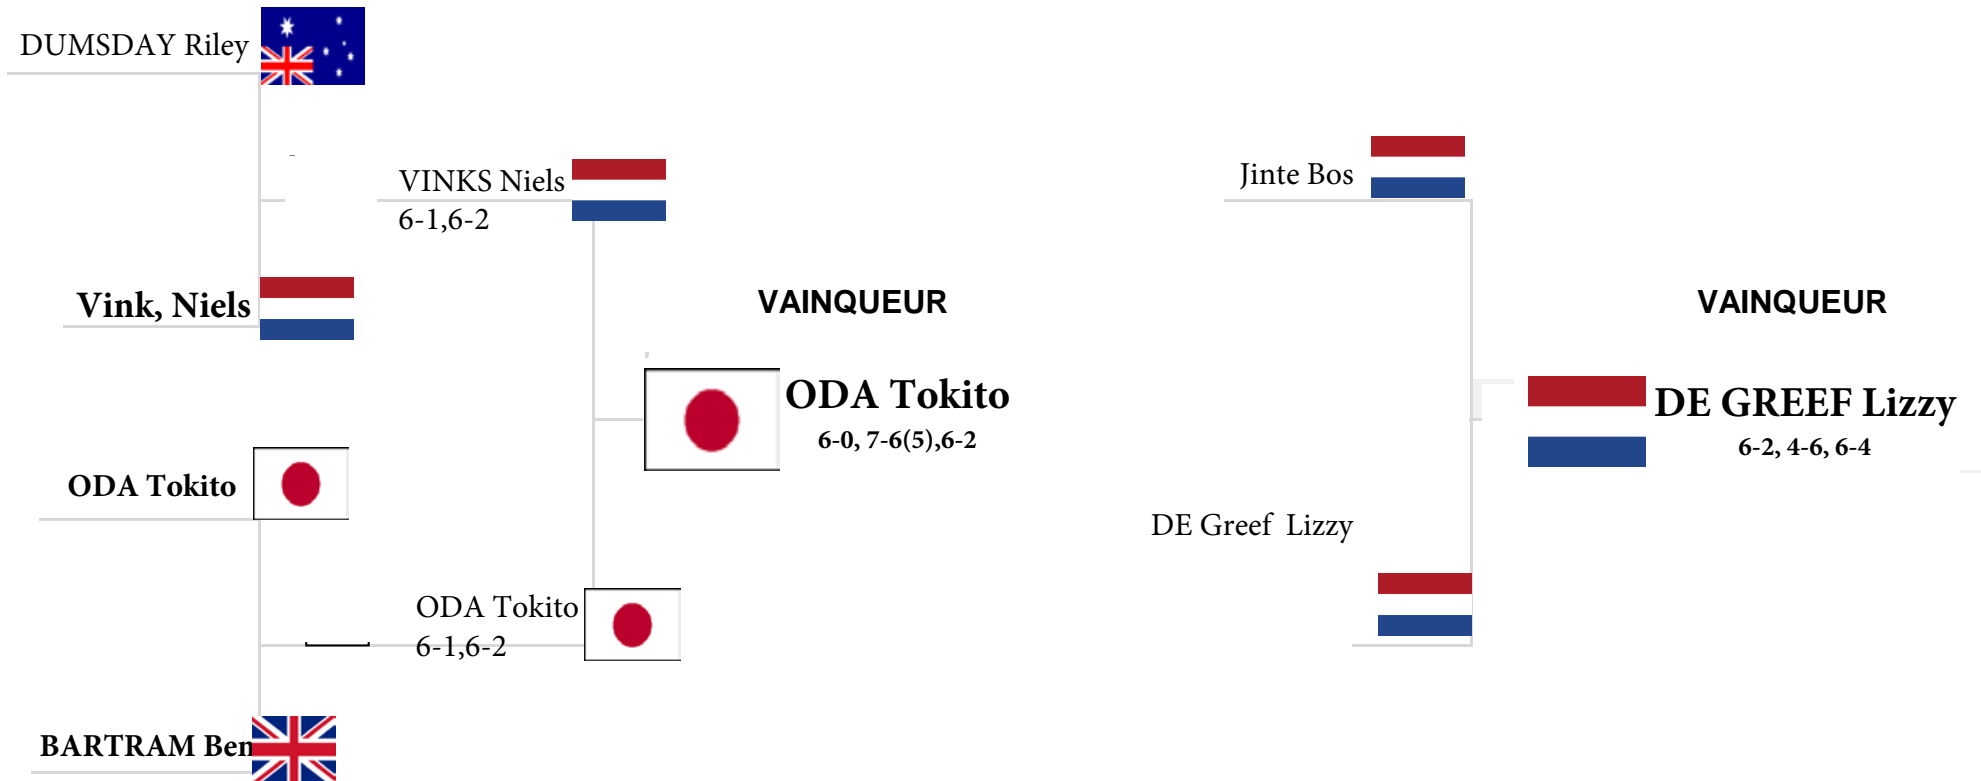 DUMSDAY Riley
VINKS Niels
6-1,6-2
Vink, Niels
VAINQUEUR
ODA Tokito
6-0, 7-6(5),6-2
ODA Tokito
ODA Tokito
6-1,6-2
BARTRAM Ben
Jinte Bos
VAINQUEUR
DE GREEF Lizzy
6-2, 4-6, 6-4
DE Greef  Lizzy